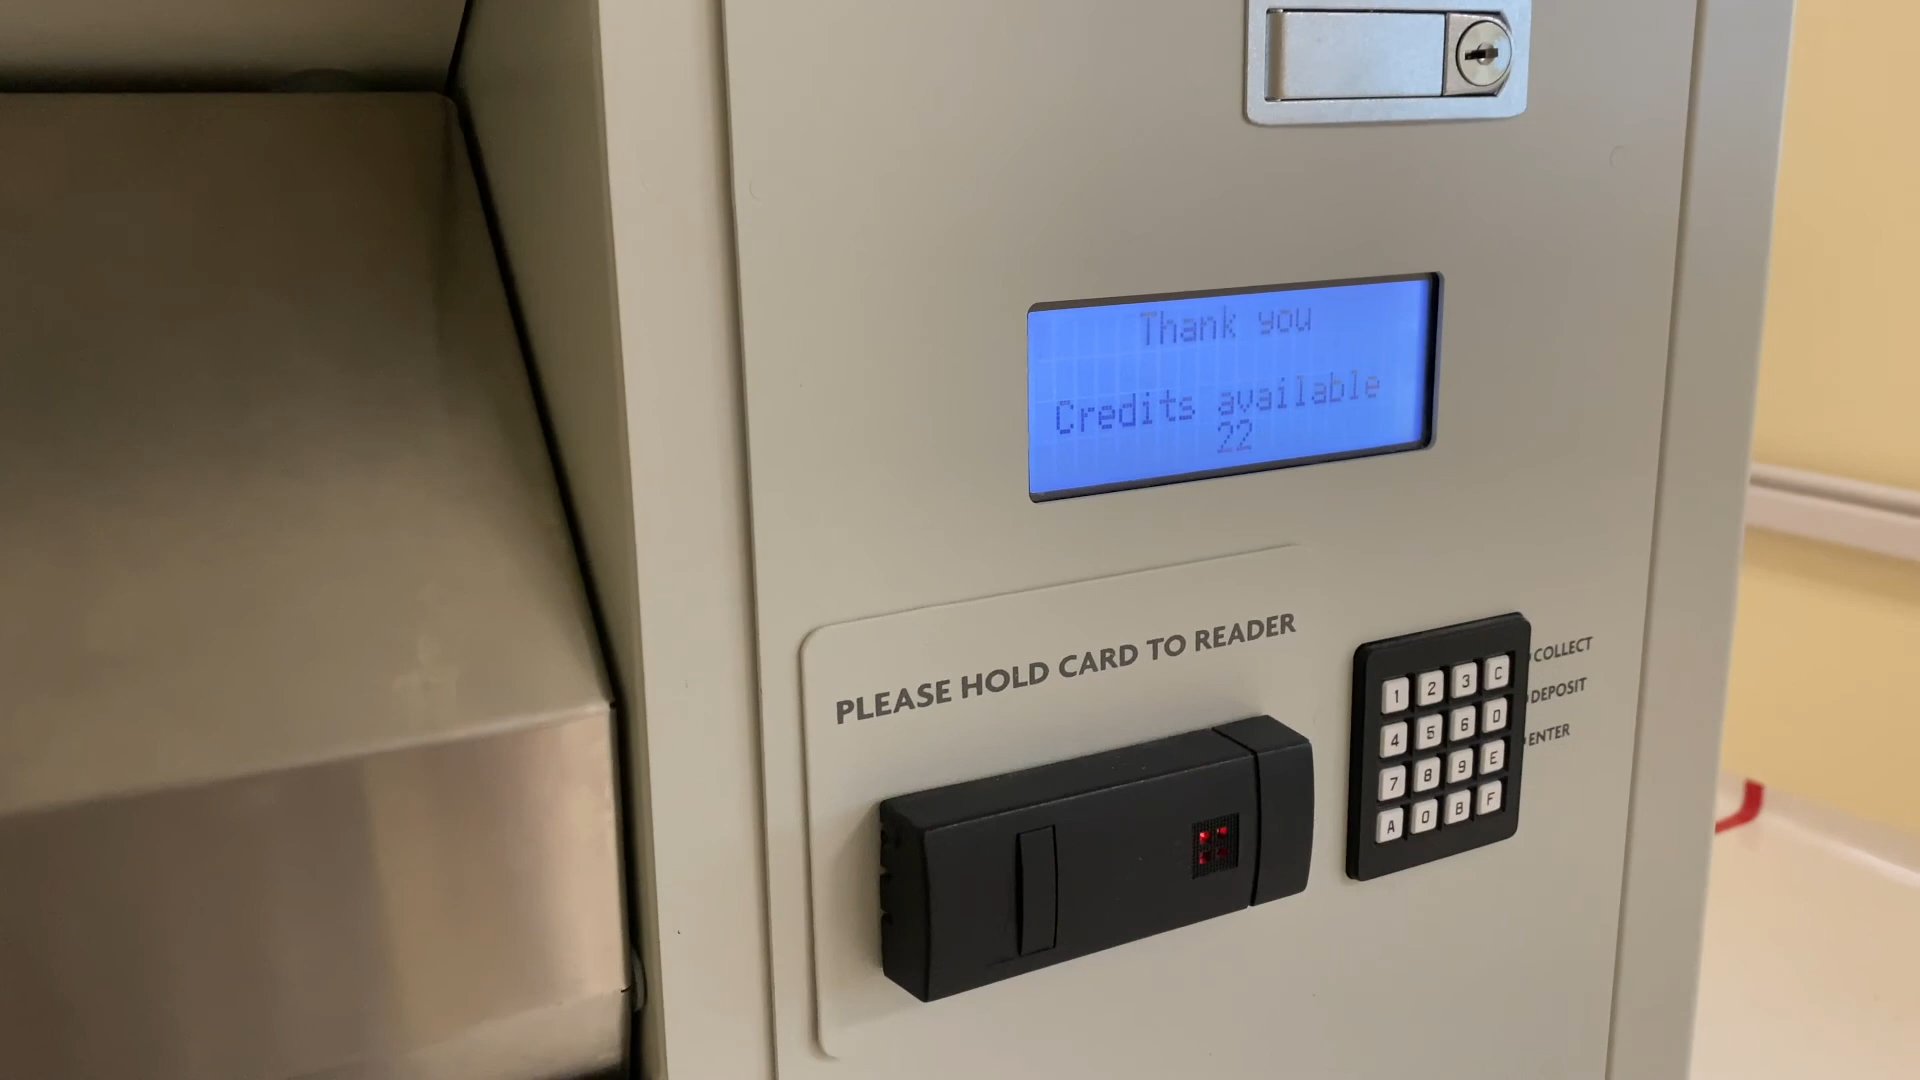 Thank you
Credits available
22
PLEASE HOLD CARD TO READER
1 2 3 C
4 5 6 D
7 8 9 E
A 0 B F
COLLECT
DEPOSIT
ENTER